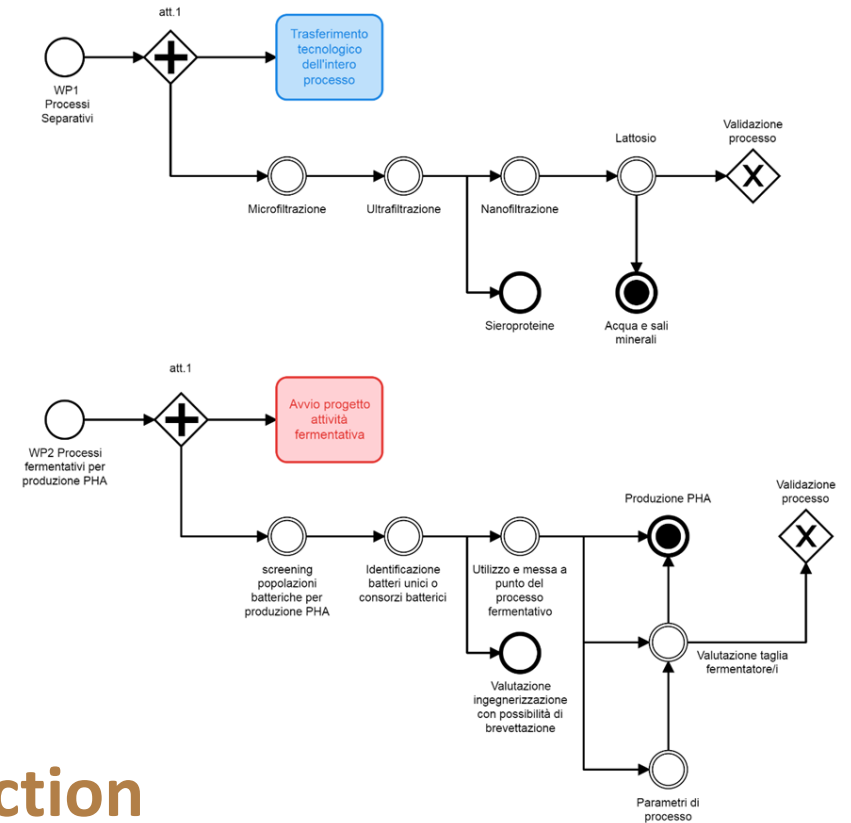 att.1
Trasferimento
tecnologico
dell'intero
processo
WP1
Processi
Separativi
Validazione
processo
Lattosio
Microfiltrazione
Ultrafiltrazione
Nanofiltrazione
Sieroproteine
Acqua e sali
minerali
att.1
Avvio progetto
attività
fermentativa
WP2 Processi
fermentativi per
produzione PHA
Produzione PHA
Validazione
processo
screening
popolazioni
batteriche per
produzione PHA
Identificazione
batteri unici o
consorzi batterici
Utilizzo e messa a
punto del
processo
fermentativo
Valutazione taglia
fermentatore/i
Valutazione
ingegnerizzazione
con possibilità di
brevettazione
Parametri di
processo
ction